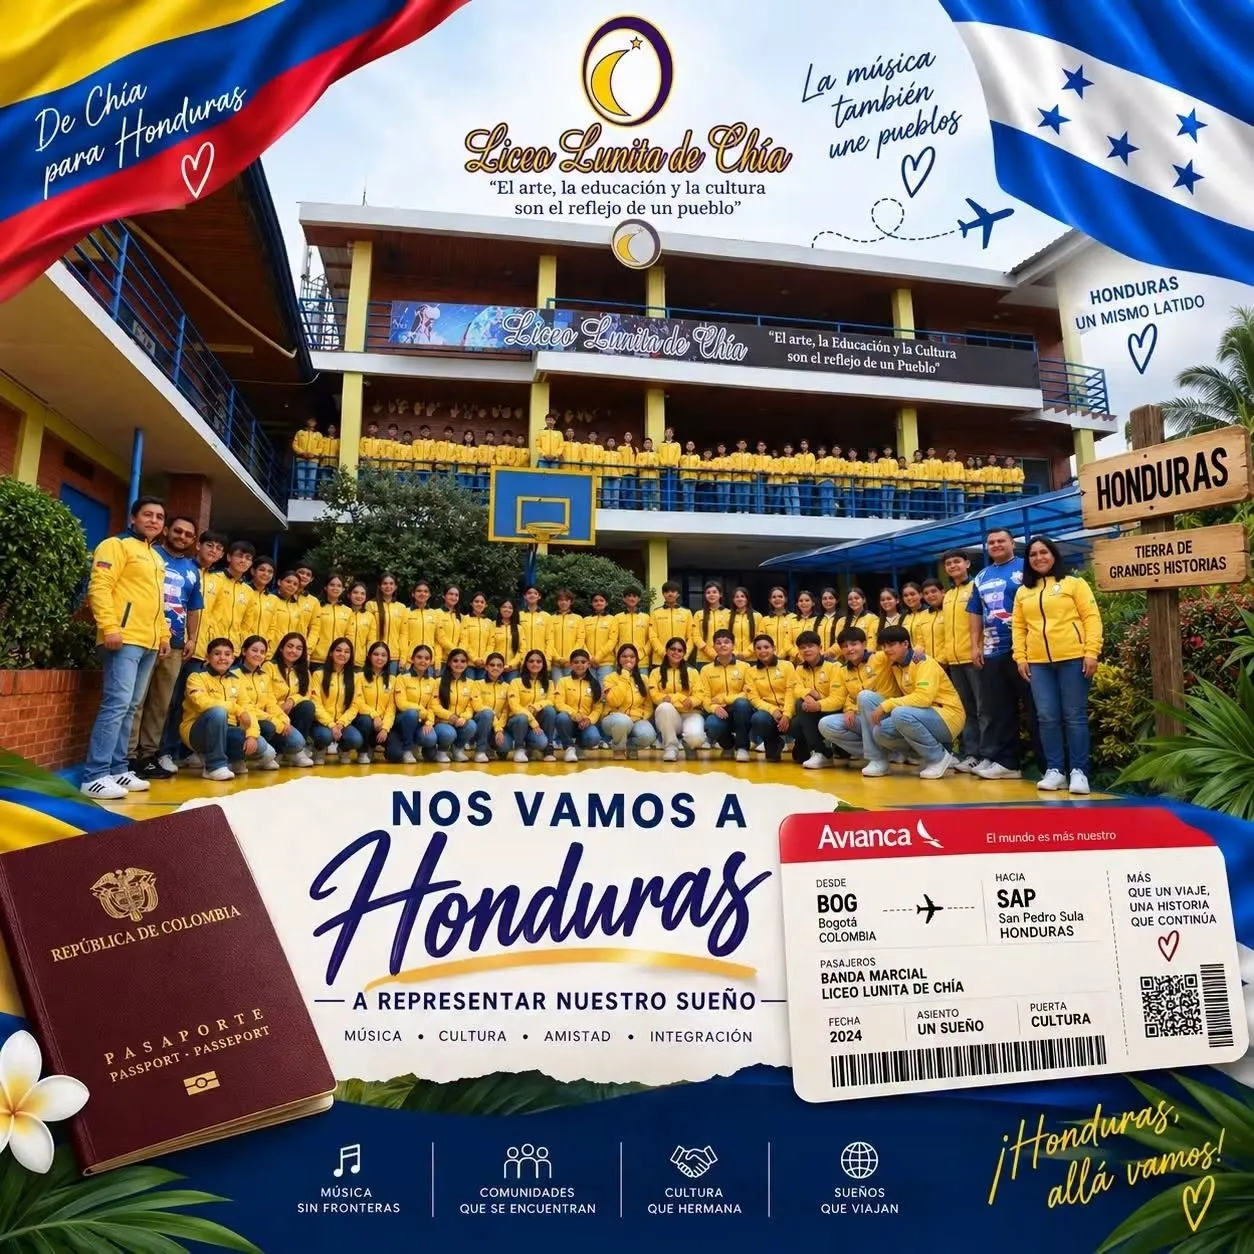 De Chía
para Honduras
Liceo Lunita de Chía
“El arte, la educación y la cultura
son el reflejo de un pueblo”
La música
también
une pueblos
HONDURAS
UN MISMO LATIDO
Liceo Lunita de Chía
“El arte, la Educación y la Cultura
son el reflejo de un Pueblo”
HONDURAS
TIERRA DE
GRANDES HISTORIAS
NOS VAMOS A
Honduras
A REPRESENTAR NUESTRO SUEÑO
MÚSICA • CULTURA • AMISTAD • INTEGRACIÓN
REPÚBLICA DE COLOMBIA
PASAPORTE
PASSPORT - PASSEPORT
Avianca
El mundo es más nuestro
DESDE
BOG
Bogotá
COLOMBIA
HACIA
SAP
San Pedro Sula
HONDURAS
PASAJEROS
BANDA MARCIAL
LICEO LUNITA DE CHÍA
FECHA
2024
ASIENTO
UN SUEÑO
PUERTA
CULTURA
MÁS
QUE UN VIAJE,
UNA HISTORIA
QUE CONTINÚA
MÚSICA
SIN FRONTERAS
COMUNIDADES
QUE SE ENCUENTRAN
CULTURA
QUE HERMANA
SUEÑOS
QUE VIAJAN
¡Honduras,
allá vamos!